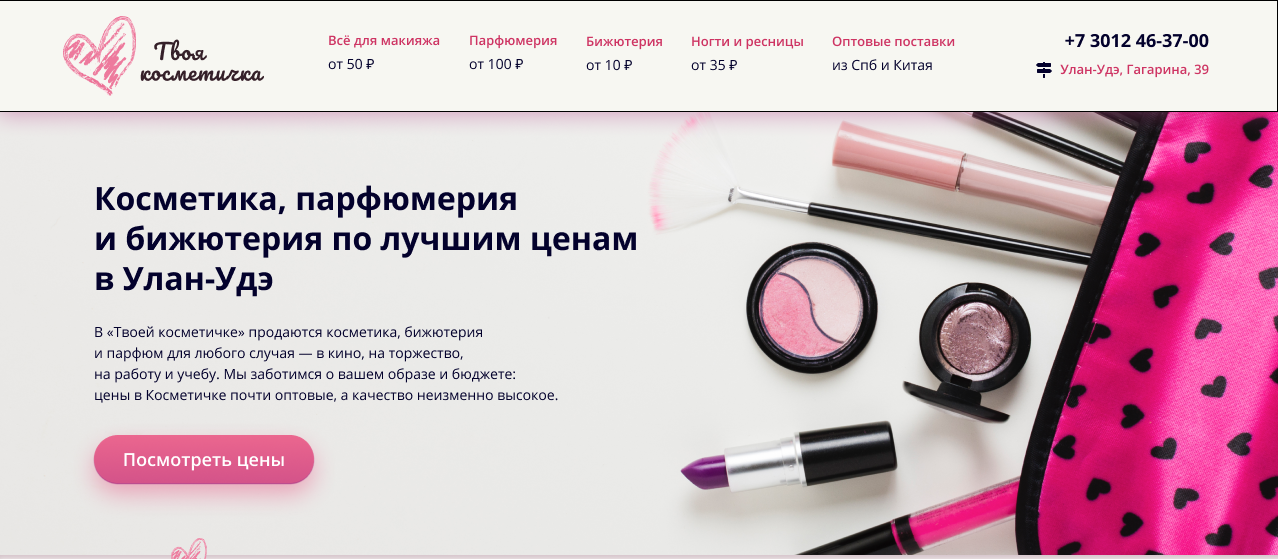 Твоя
косметичка
Всё для макияжа
от 50 ₽
Парфюмерия
от 100 ₽
Бижютерия
от 10 ₽
Ногти и ресницы
от 35 ₽
Оптовые поставки
из Спб и Китая
+7 3012 46-37-00
Улан-Удэ, Гагарина, 39
Косметика, парфюмерия
и бижютерия по лучшим ценам
в Улан-Удэ
В «Твоей косметичке» продаются косметика, бижютерия
и парфюм для любого случая — в кино, на торжество,
на работу и учебу. Мы заботимся о вашем образе и бюджете:
цены в Косметичке почти оптовые, а качество неизменно высокое.
Посмотреть цены